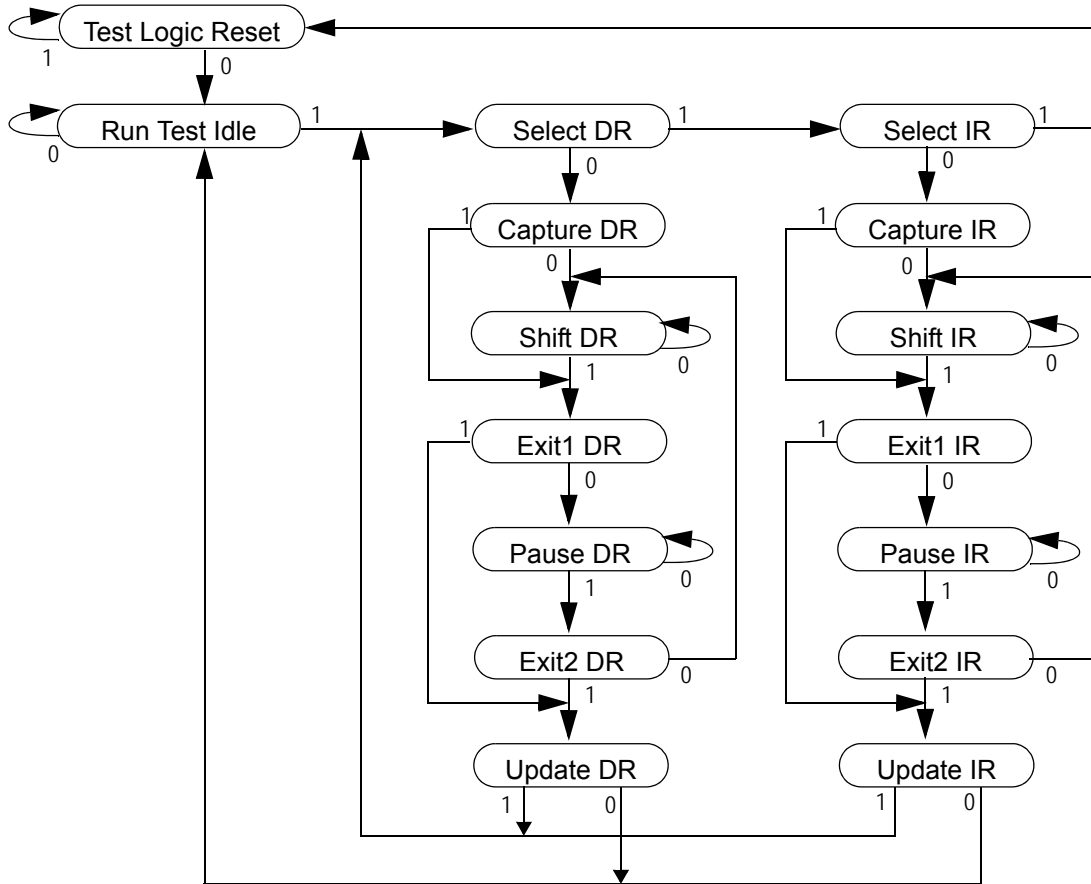 Test Logic Reset
1
0
Run Test Idle
0
1
Select DR
1
0
Select IR
1
0
1
Capture DR
0
1
Capture IR
0
Shift DR
0
1
Shift IR
0
1
1
Exit1 DR
0
1
Exit1 IR
0
Pause DR
0
1
Pause IR
0
1
Exit2 DR
0
1
Exit2 IR
0
1
Update DR
1
0
Update IR
1
0